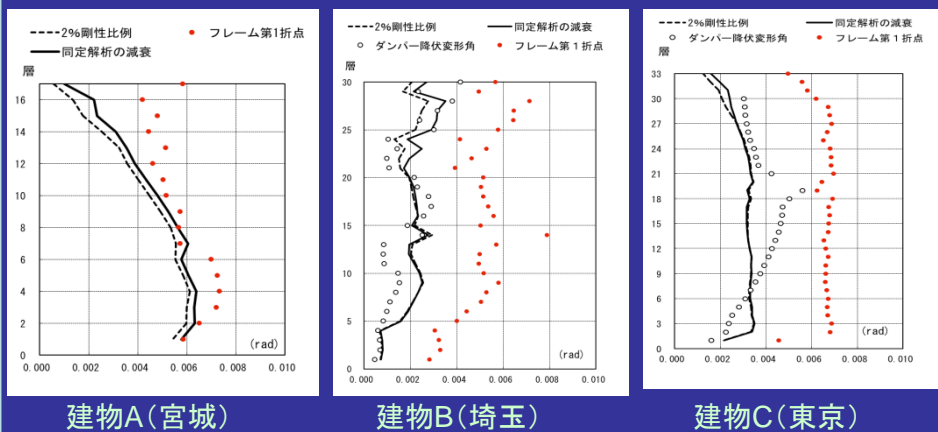 2%剛性比例
フレーム第1折点
同定解析の減衰
層
16
14
12
10
8
6
4
2
0
(rad)
0.000
0.002
0.004
0.006
0.008
0.010
建物A(宮城)
2%剛性比例
同定解析の減衰
ダンパー降伏変形角
フレーム第1折点
層
30
25
20
15
10
5
0
(rad)
0.000
0.002
0.004
0.006
0.008
0.010
建物B(埼玉)
2%剛性比例
同定解析の減衰
ダンパー降伏変形角
フレーム第1折点
層
33
30
27
24
21
18
15
12
9
6
3
0
(rad)
0.000
0.002
0.004
0.006
0.008
0.010
建物C(東京)